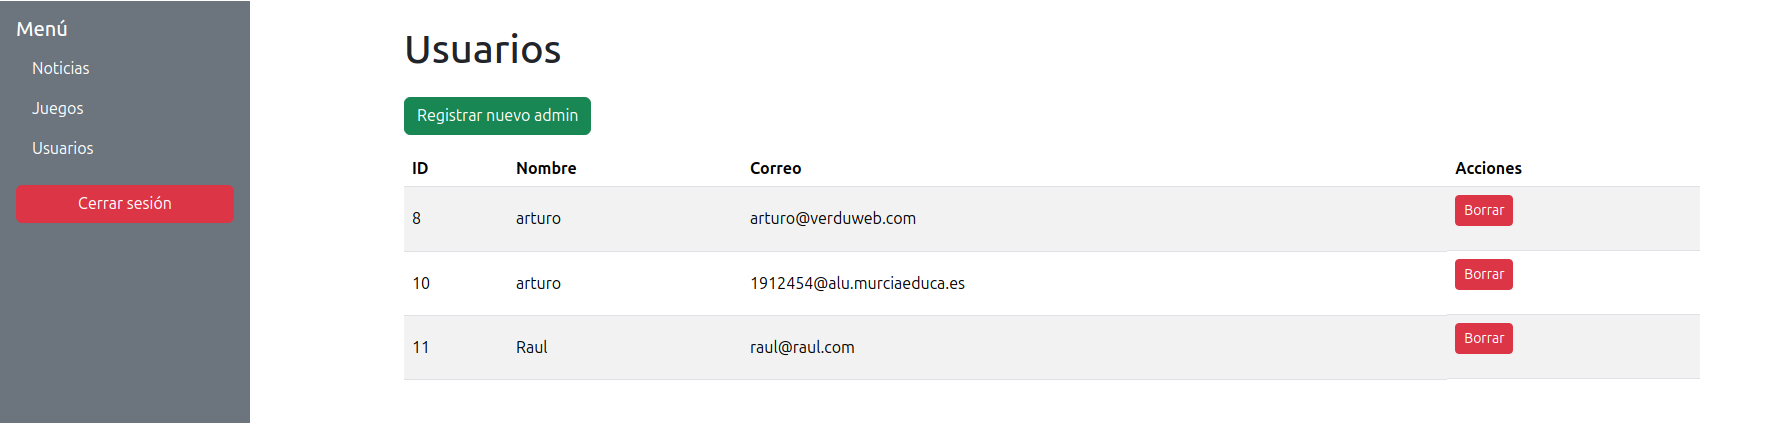 Menú
Noticias
Juegos
Usuarios
Cerrar sesión
Usuarios
Registrar nuevo admin
ID Nombre Correo Acciones
8 arturo arturo@verduweb.com Borrar
10 arturo 1912454@alu.murciaeduca.es Borrar
11 Raul raul@raul.com Borrar